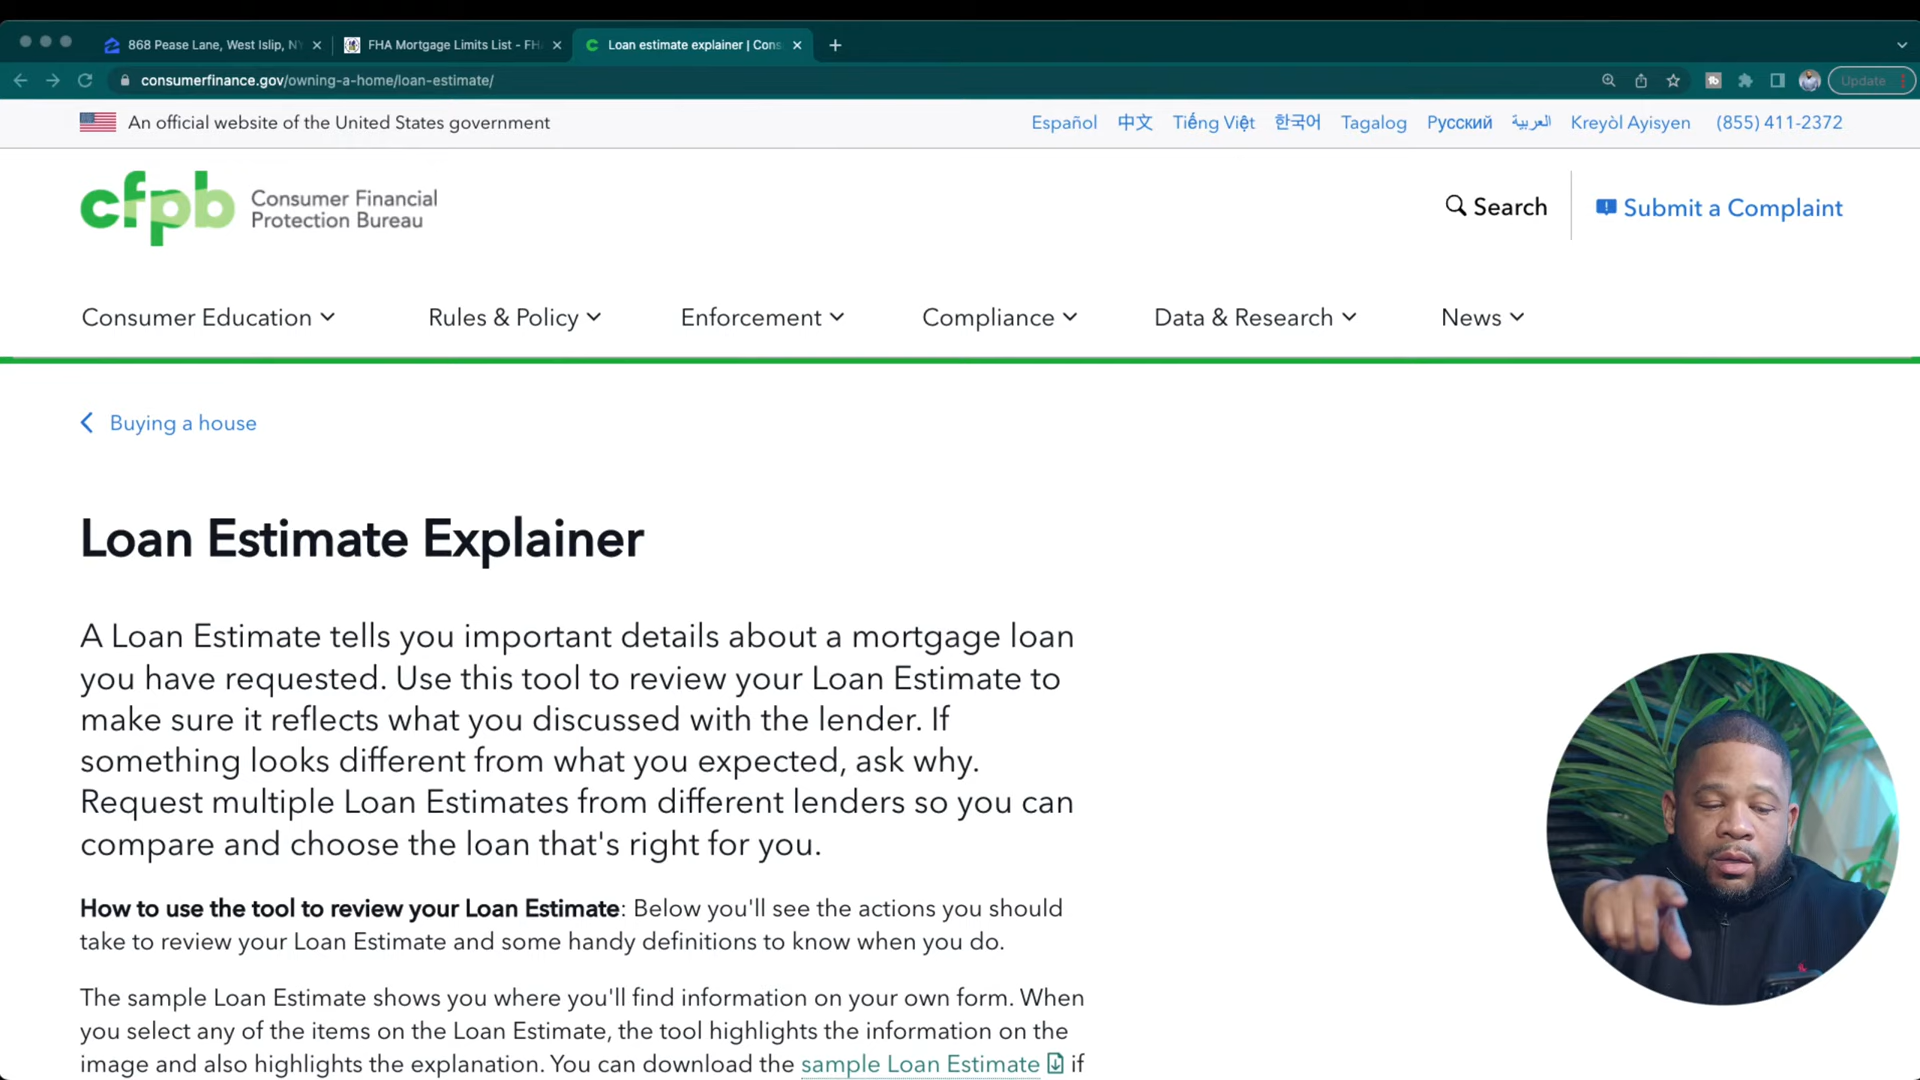 868 Pease Lane, West Islip, NY
FHA Mortgage Limits List - FHA
Loan estimate explainer | Cons
consumerfinance.gov/owning-a-home/loan-estimate/
Update
An official website of the United States government
Español 中文 Tiếng Việt 한국어 Tagalog Русский العربية Kreyòl Ayisyen (855) 411-2372
cfpb Consumer Financial
Protection Bureau
Search
Submit a Complaint
Consumer Education
Rules & Policy
Enforcement
Compliance
Data & Research
News
Buying a house
Loan Estimate Explainer
A Loan Estimate tells you important details about a mortgage loan
you have requested. Use this tool to review your Loan Estimate to
make sure it reflects what you discussed with the lender. If
something looks different from what you expected, ask why.
Request multiple Loan Estimates from different lenders so you can
compare and choose the loan that's right for you.
How to use the tool to review your Loan Estimate: Below you'll see the actions you should
take to review your Loan Estimate and some handy definitions to know when you do.
The sample Loan Estimate shows you where you'll find information on your own form. When
you select any of the items on the Loan Estimate, the tool highlights the information on the
image and also highlights the explanation. You can download the sample Loan Estimate if